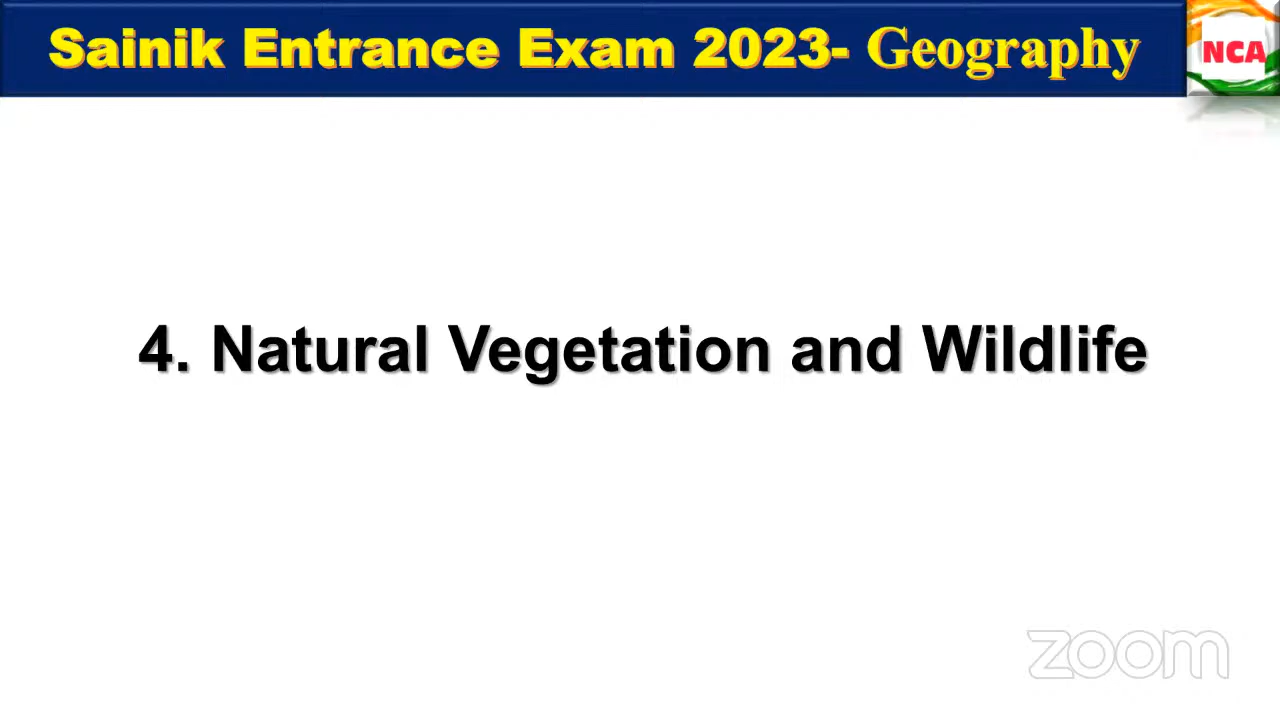 Sainik Entrance Exam 2023- Geography
NCA
4. Natural Vegetation and Wildlife
zoom